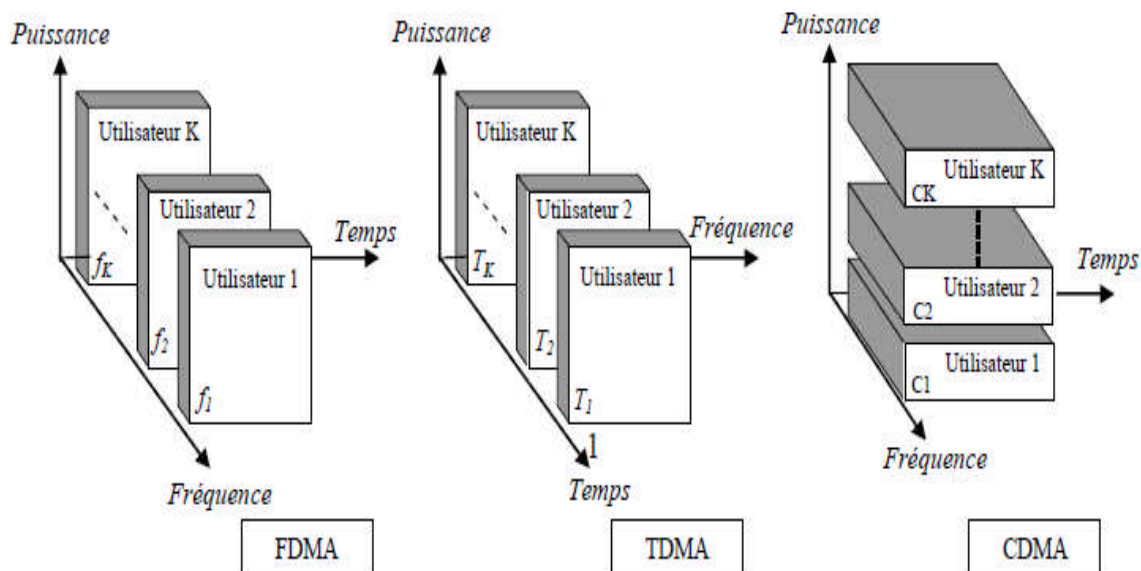 Puissance
Utilisateur K
Utilisateur 2
Temps
fK
Utilisateur 1
f2
f1
Fréquence
FDMA
Puissance
Utilisateur K
Utilisateur 2
Fréquence
TK
Utilisateur 1
T2
T1
1
Temps
TDMA
Puissance
Utilisateur K
CK
Temps
Utilisateur 2
C2
Utilisateur 1
C1
Fréquence
CDMA